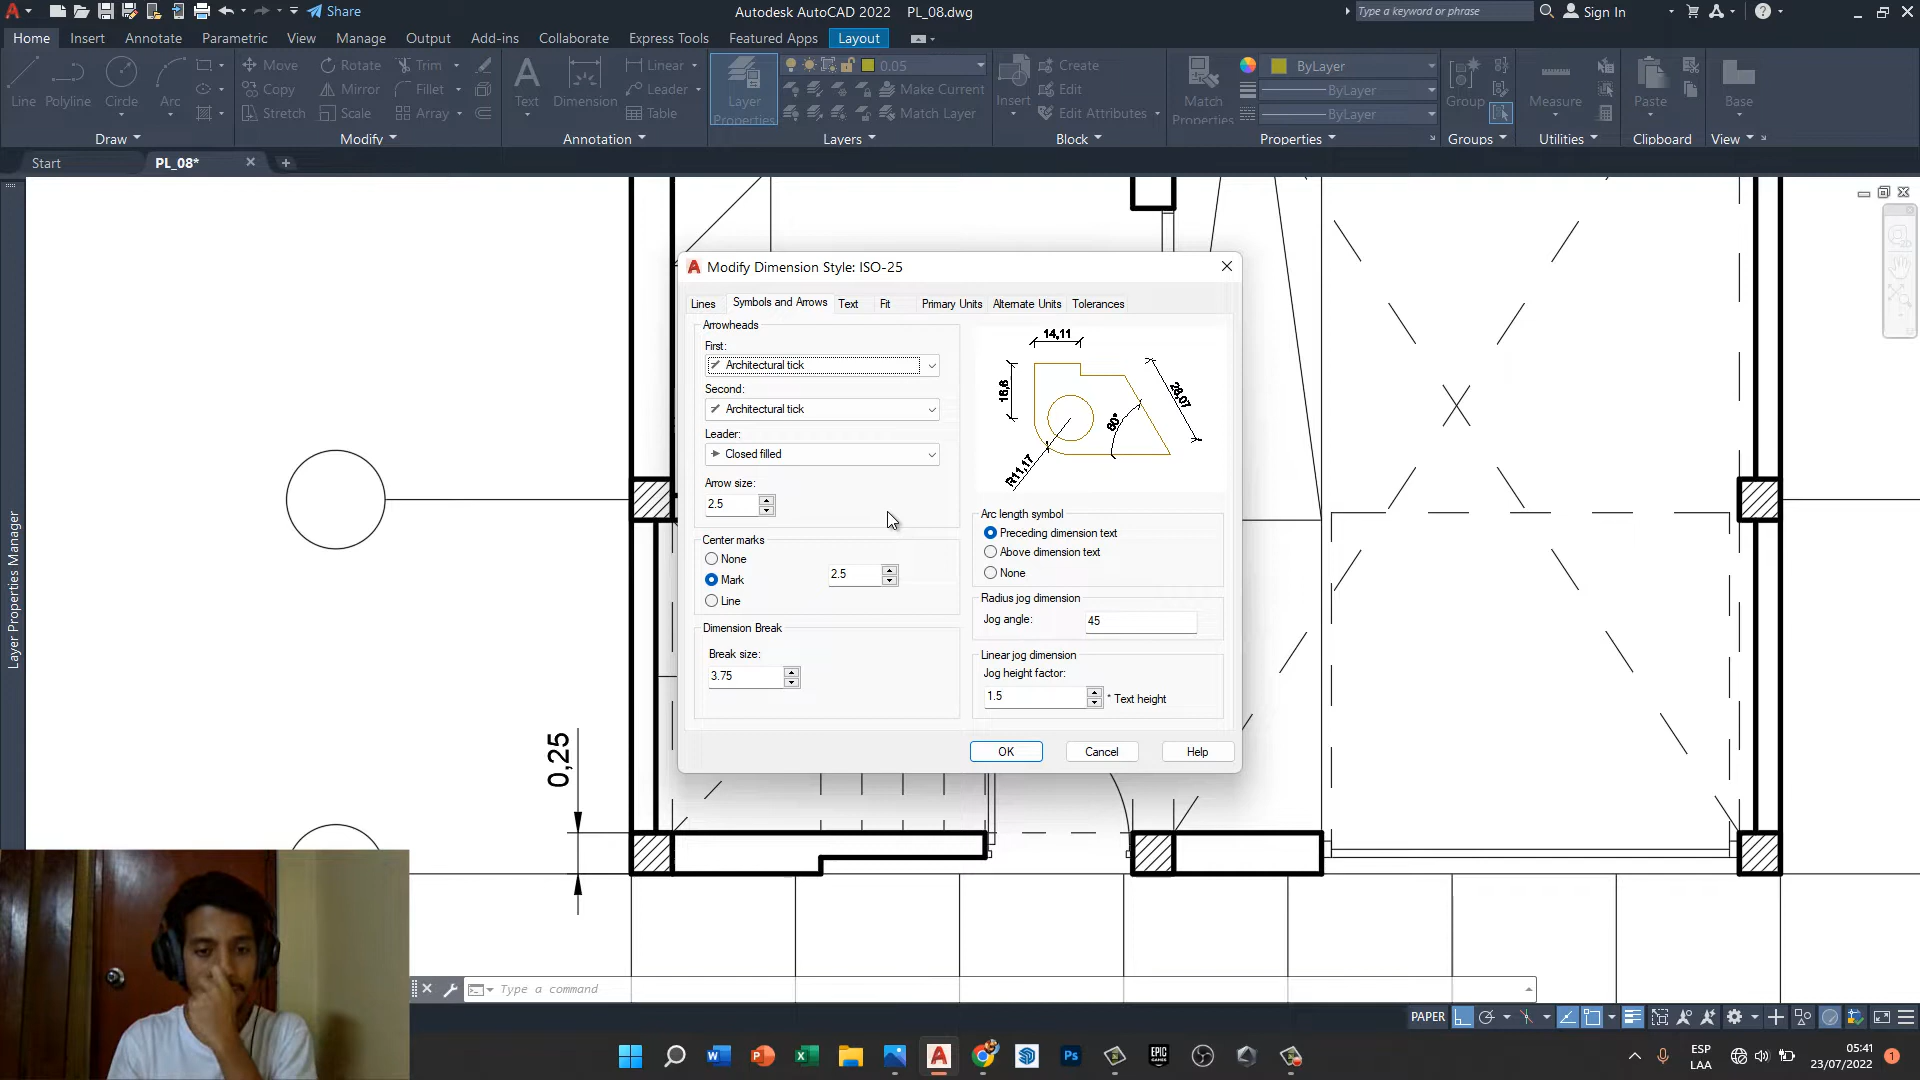 Share
Autodesk AutoCAD 2022 PL_08.dwg
Type a keyword or phrase
Sign In
Home Insert Annotate Parametric View Manage Output Add-ins Collaborate Express Tools Featured Apps Layout
Line
Polyline
Circle
Arc
Draw
Move
Rotate
Trim
Copy
Mirror
Fillet
Stretch
Scale
Array
Modify
Text
Dimension
Linear
Leader
Table
Annotation
Layer
Properties
0.05
Make Current
Match Layer
Layers
Insert
Create
Edit
Edit Attributes
Block
Match
Properties
ByLayer
ByLayer
ByLayer
Properties
Group
Groups
Measure
Utilities
Paste
Clipboard
Base
View
Start
PL_08*
Layer Properties Manager
Modify Dimension Style: ISO-25
Lines Symbols and Arrows Text Fit Primary Units Alternate Units Tolerances
Arrowheads
First:
Architectural tick
Second:
Architectural tick
Leader:
Closed filled
Arrow size:
2.5
Center marks
None
Mark
2.5
Line
Dimension Break
Break size:
3.75
14,11
16,6
28,07
60°
R11,17
Arc length symbol
Preceding dimension text
Above dimension text
None
Radius jog dimension
Jog angle:
45
Linear jog dimension
Jog height factor:
1.5
* Text height
OK
Cancel
Help
0,25
Type a command
PAPER
EPIC
GAMES
ESP
LAA
05:41
23/07/2022
1